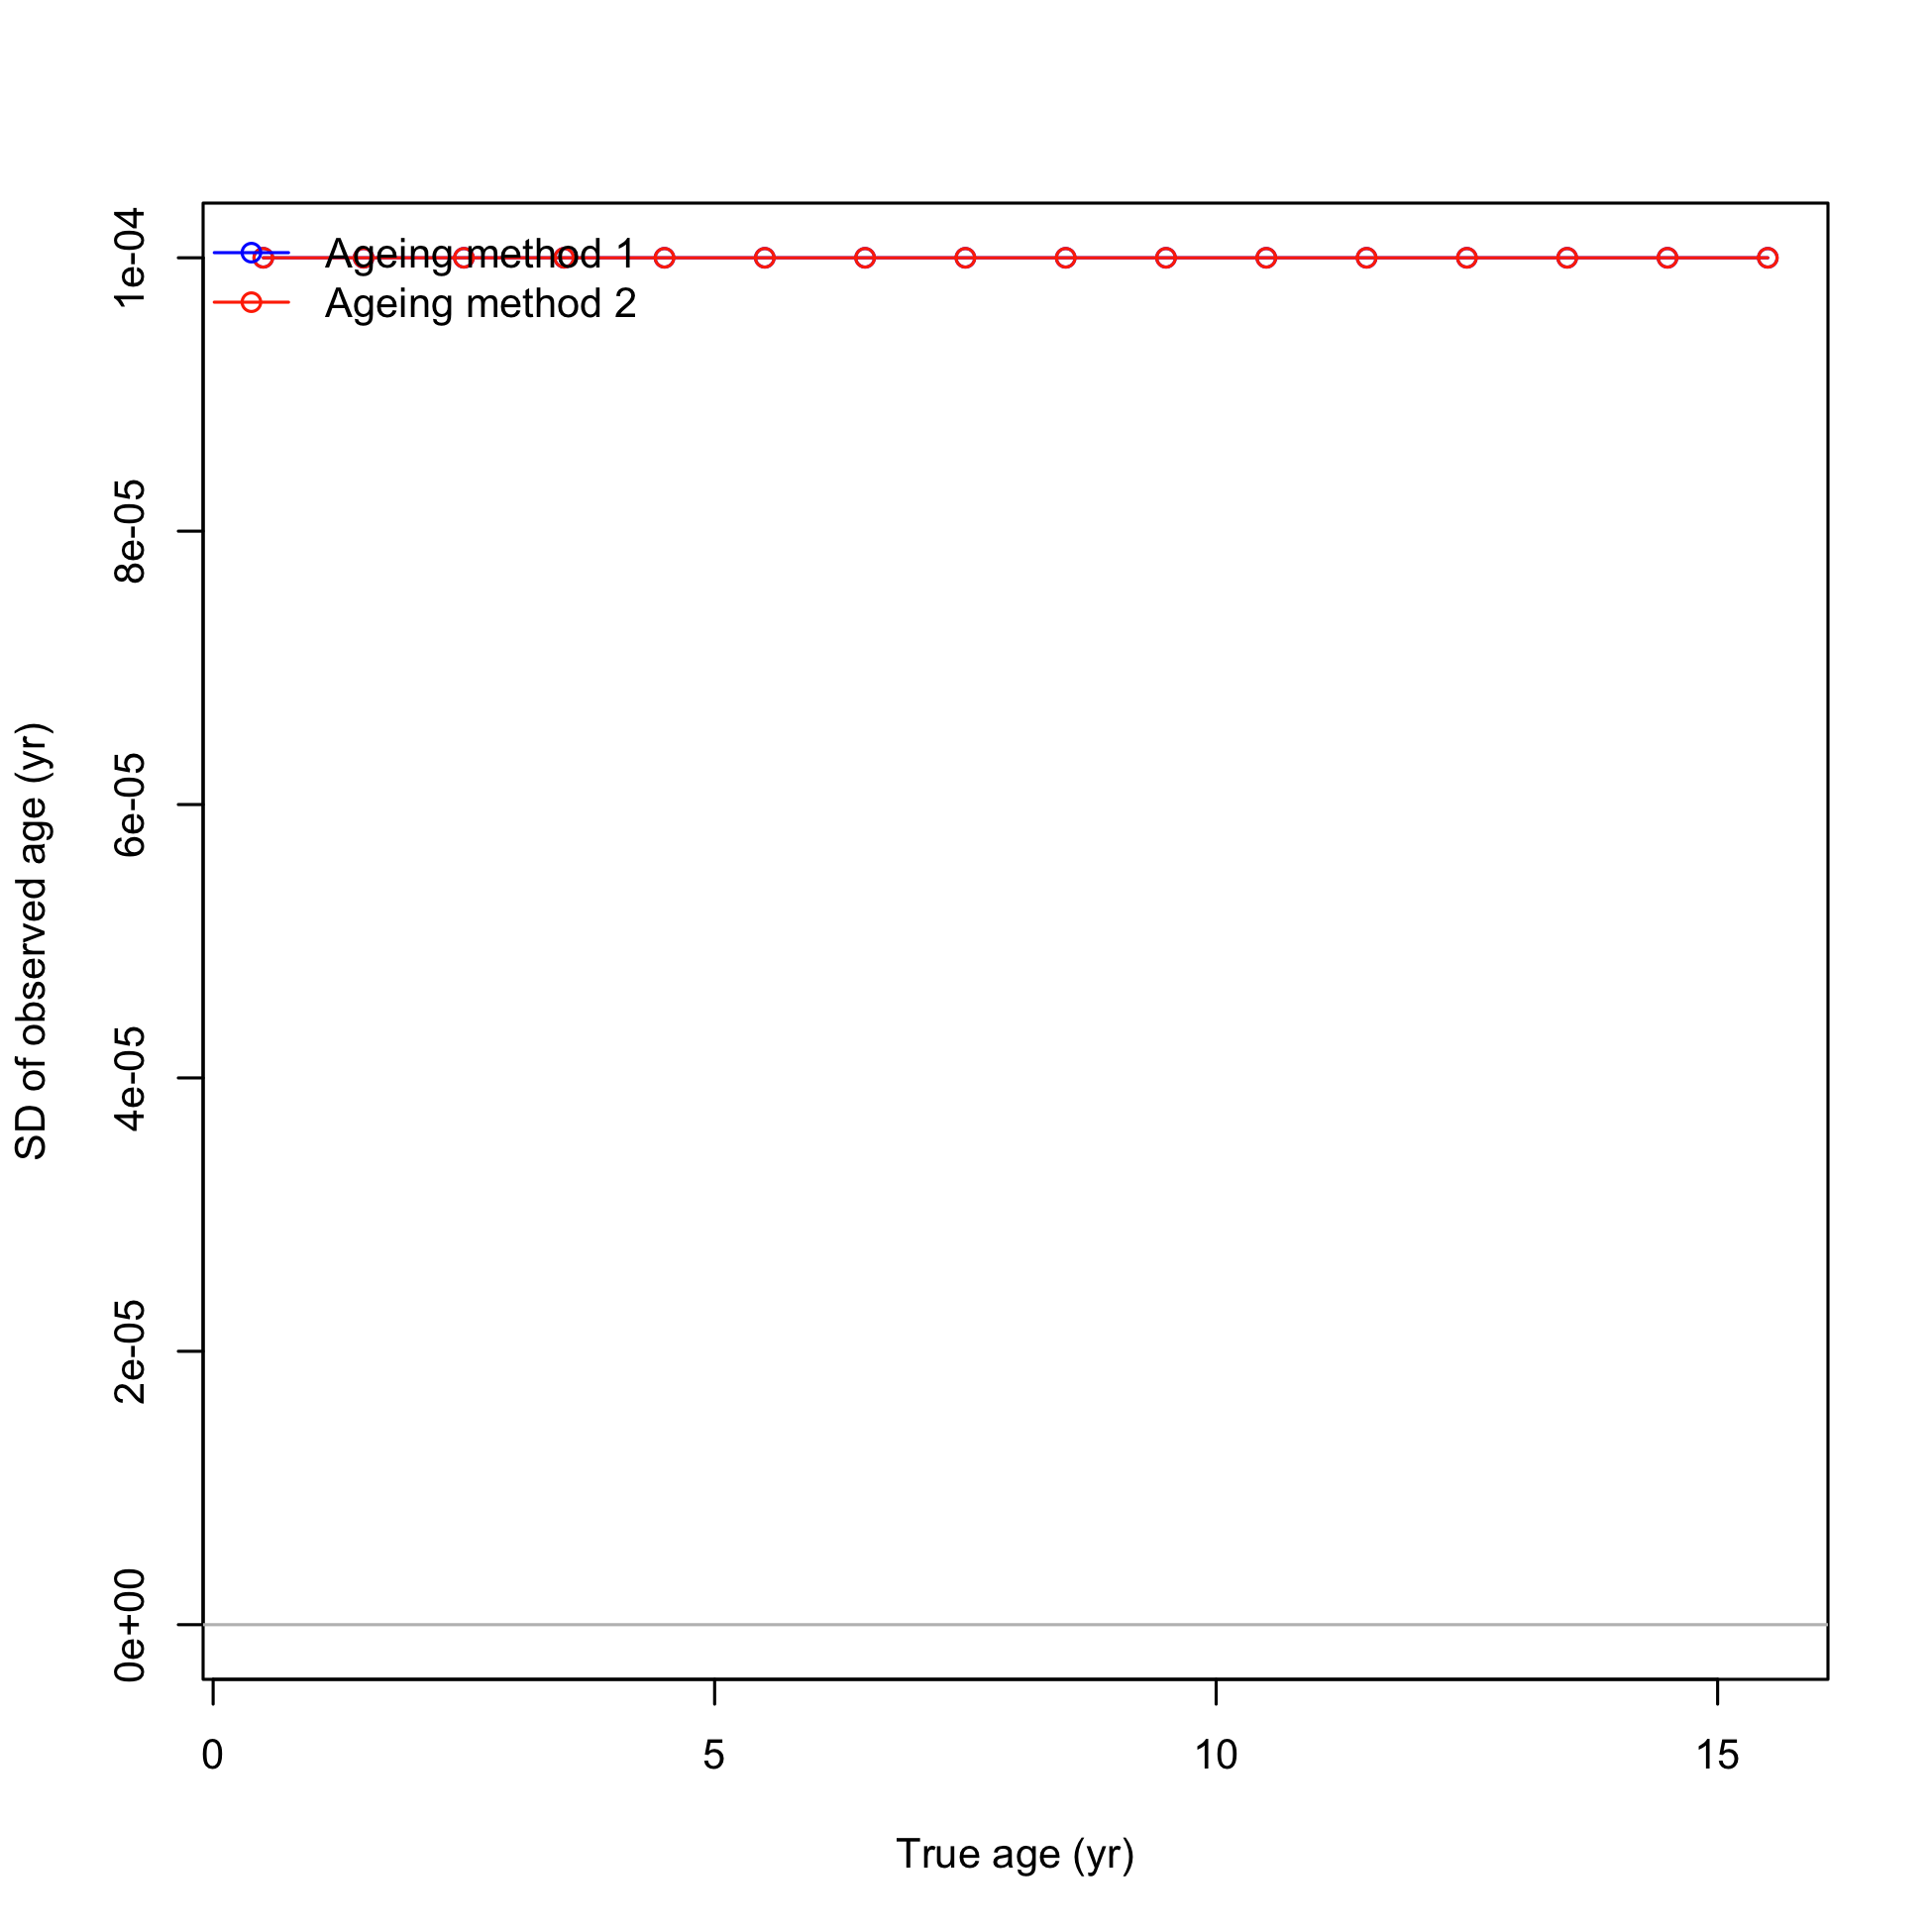 Ageing method 1
Ageing method 2
1e-04
8e-05
6e-05
4e-05
2e-05
0e+00
SD of observed age (yr)
0 5 10 15
True age (yr)